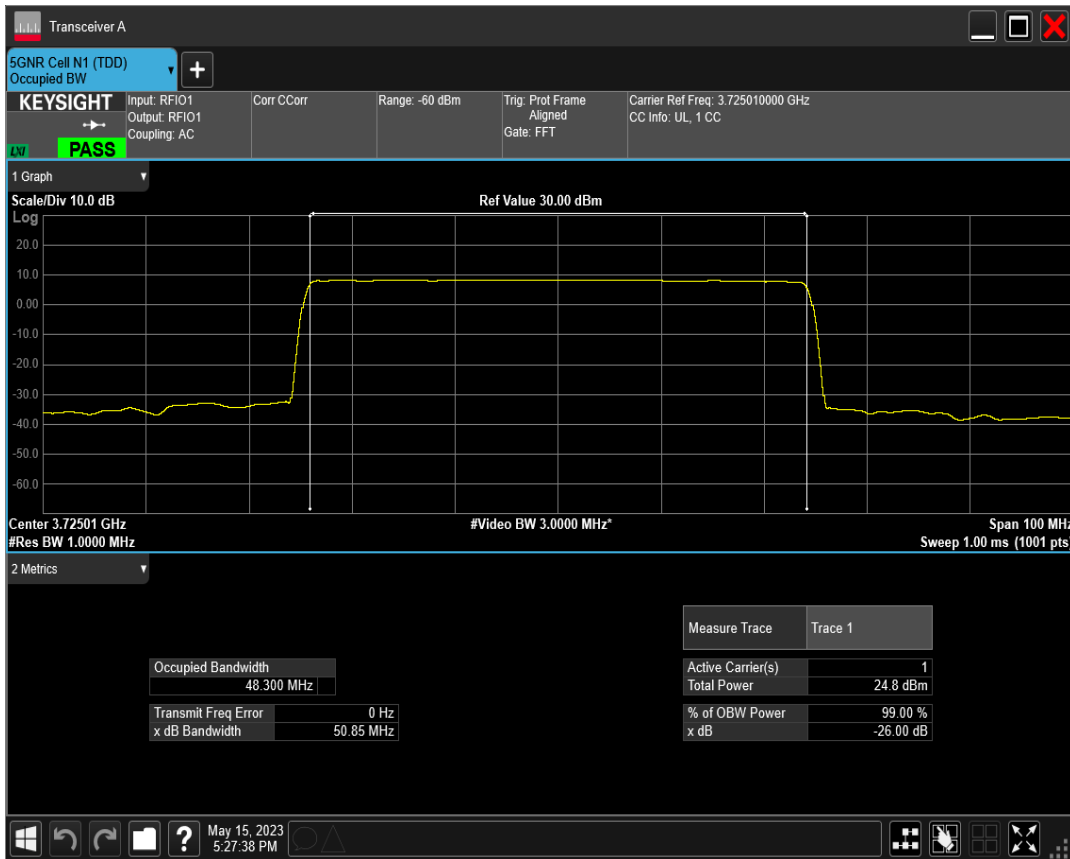 Transceiver A
5GNR Cell N1 (TDD)
Occupied BW
+
KEYSIGHT
LXI
PASS
Input: RFIO1
Output: RFIO1
Coupling: AC
Corr CCorr
Range: -60 dBm
Trig: Prot Frame
Aligned
Gate: FFT
Carrier Ref Freq: 3.725010000 GHz
CC Info: UL, 1 CC
1 Graph
Scale/Div 10.0 dB
Ref Value 30.00 dBm
Log
20.0
10.0
0.00
-10.0
-20.0
-30.0
-40.0
-50.0
-60.0
Center 3.72501 GHz
#Video BW 3.0000 MHz*
Span 100 MHz
#Res BW 1.0000 MHz
Sweep 1.00 ms (1001 pts)
2 Metrics
Measure Trace Trace 1
Occupied Bandwidth
48.300 MHz
Active Carrier(s) 1
Total Power 24.8 dBm
Transmit Freq Error 0 Hz
x dB Bandwidth 50.85 MHz
% of OBW Power 99.00 %
x dB -26.00 dB
?
May 15, 2023
5:27:38 PM